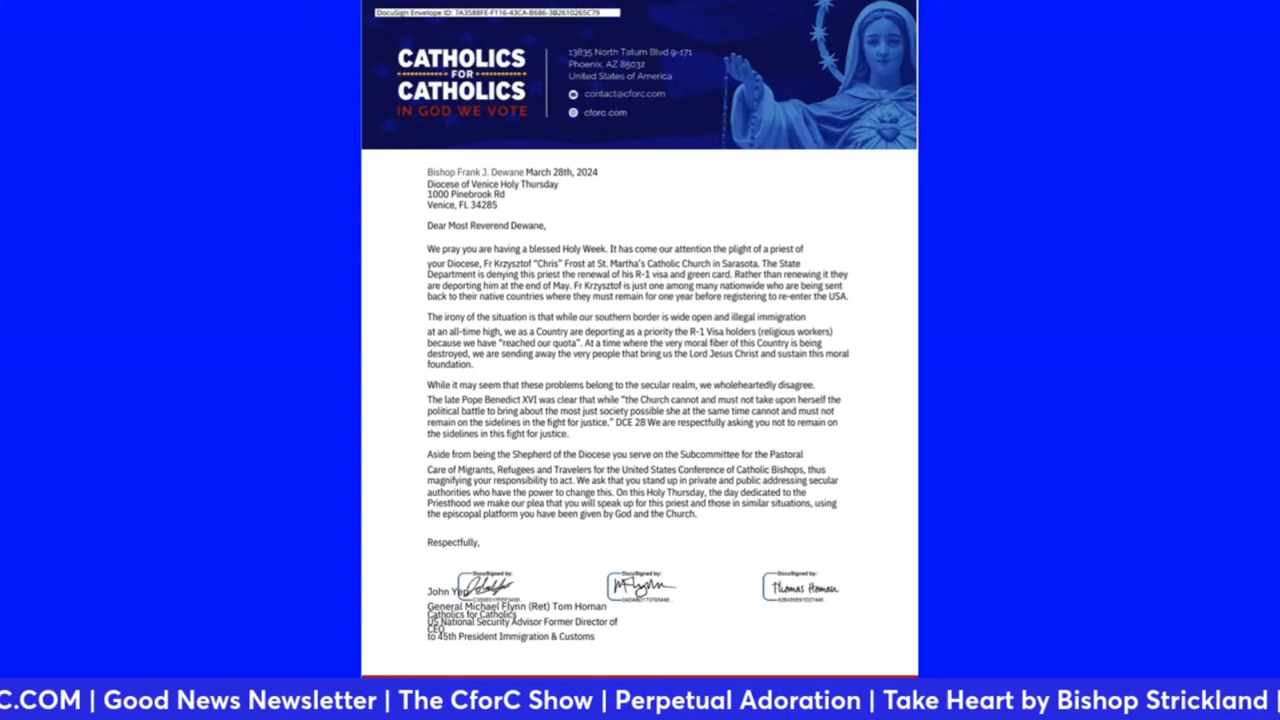 DocuSign Envelope ID: 7A3588FE-F116-43CA-B686-3B2610265C79
CATHOLICS
FOR
CATHOLICS
IN GOD WE VOTE
13835 North Tatum Blvd 9-171
Phoenix, AZ 85032
United States of America
contact@cforc.com
cforc.com
Bishop Frank J. Dewane March 28th, 2024
Diocese of Venice Holy Thursday
1000 Pinebrook Rd
Venice, FL 34285
Dear Most Reverend Dewane,
We pray you are having a blessed Holy Week. It has come our attention the plight of a priest of
your Diocese, Fr Krzysztof “Chris” Frost at St. Martha’s Catholic Church in Sarasota. The State
Department is denying this priest the renewal of his R-1 visa and green card. Rather than renewing it they
are deporting him at the end of May. Fr Krzysztof is just one among many nationwide who are being sent
back to their native countries where they must remain for one year before registering to re-enter the USA.
The irony of the situation is that while our southern border is wide open and illegal immigration
at an all-time high, we as a Country are deporting as a priority the R-1 Visa holders (religious workers)
because we have “reached our quota”. At a time where the very moral fiber of this Country is being
destroyed, we are sending away the very people that bring us the Lord Jesus Christ and sustain this moral
foundation.
While it may seem that these problems belong to the secular realm, we wholeheartedly disagree.
The late Pope Benedict XVI was clear that while “the Church cannot and must not take upon herself the
political battle to bring about the most just society possible she at the same time cannot and must not
remain on the sidelines in the fight for justice.” DCE 28 We are respectfully asking you not to remain on
the sidelines in this fight for justice.
Aside from being the Shepherd of the Diocese you serve on the Subcommittee for the Pastoral
Care of Migrants, Refugees and Travelers for the United States Conference of Catholic Bishops, thus
magnifying your responsibility to act. We ask that you stand up in private and public addressing secular
authorities who have the power to change this. On this Holy Thursday, the day dedicated to the
Priesthood we make our plea that you will speak up for this priest and those in similar situations, using
the episcopal platform you have been given by God and the Church.
Respectfully,
DocuSigned by: DocuSigned by: DocuSigned by:
Thomas Homan
John
General Michael Flynn (Ret) Tom Homan
Catholics for Catholics
US National Security Advisor Former Director of
CEO
to 45th President Immigration & Customs
C.COM | Good News Newsletter | The CforC Show | Perpetual Adoration | Take Heart by Bishop Strickland |